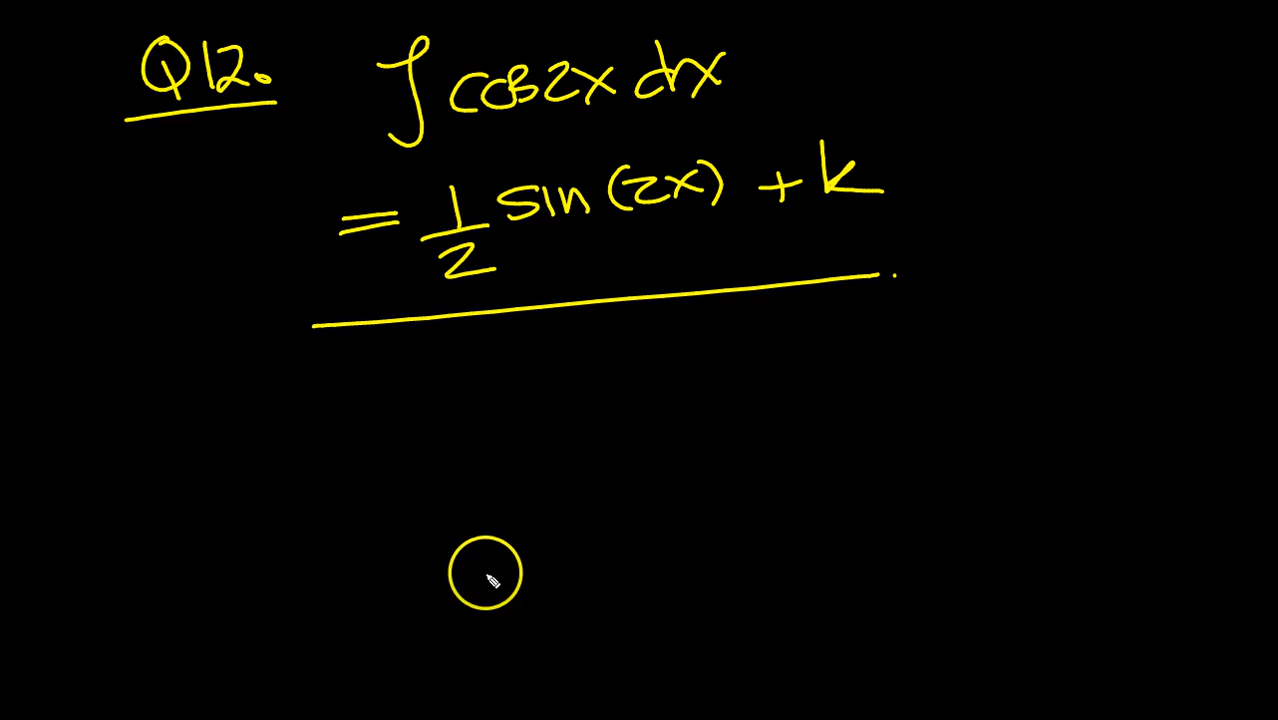 Q12. ∫ cos2x dx
= 1/2 sin (2x) + k